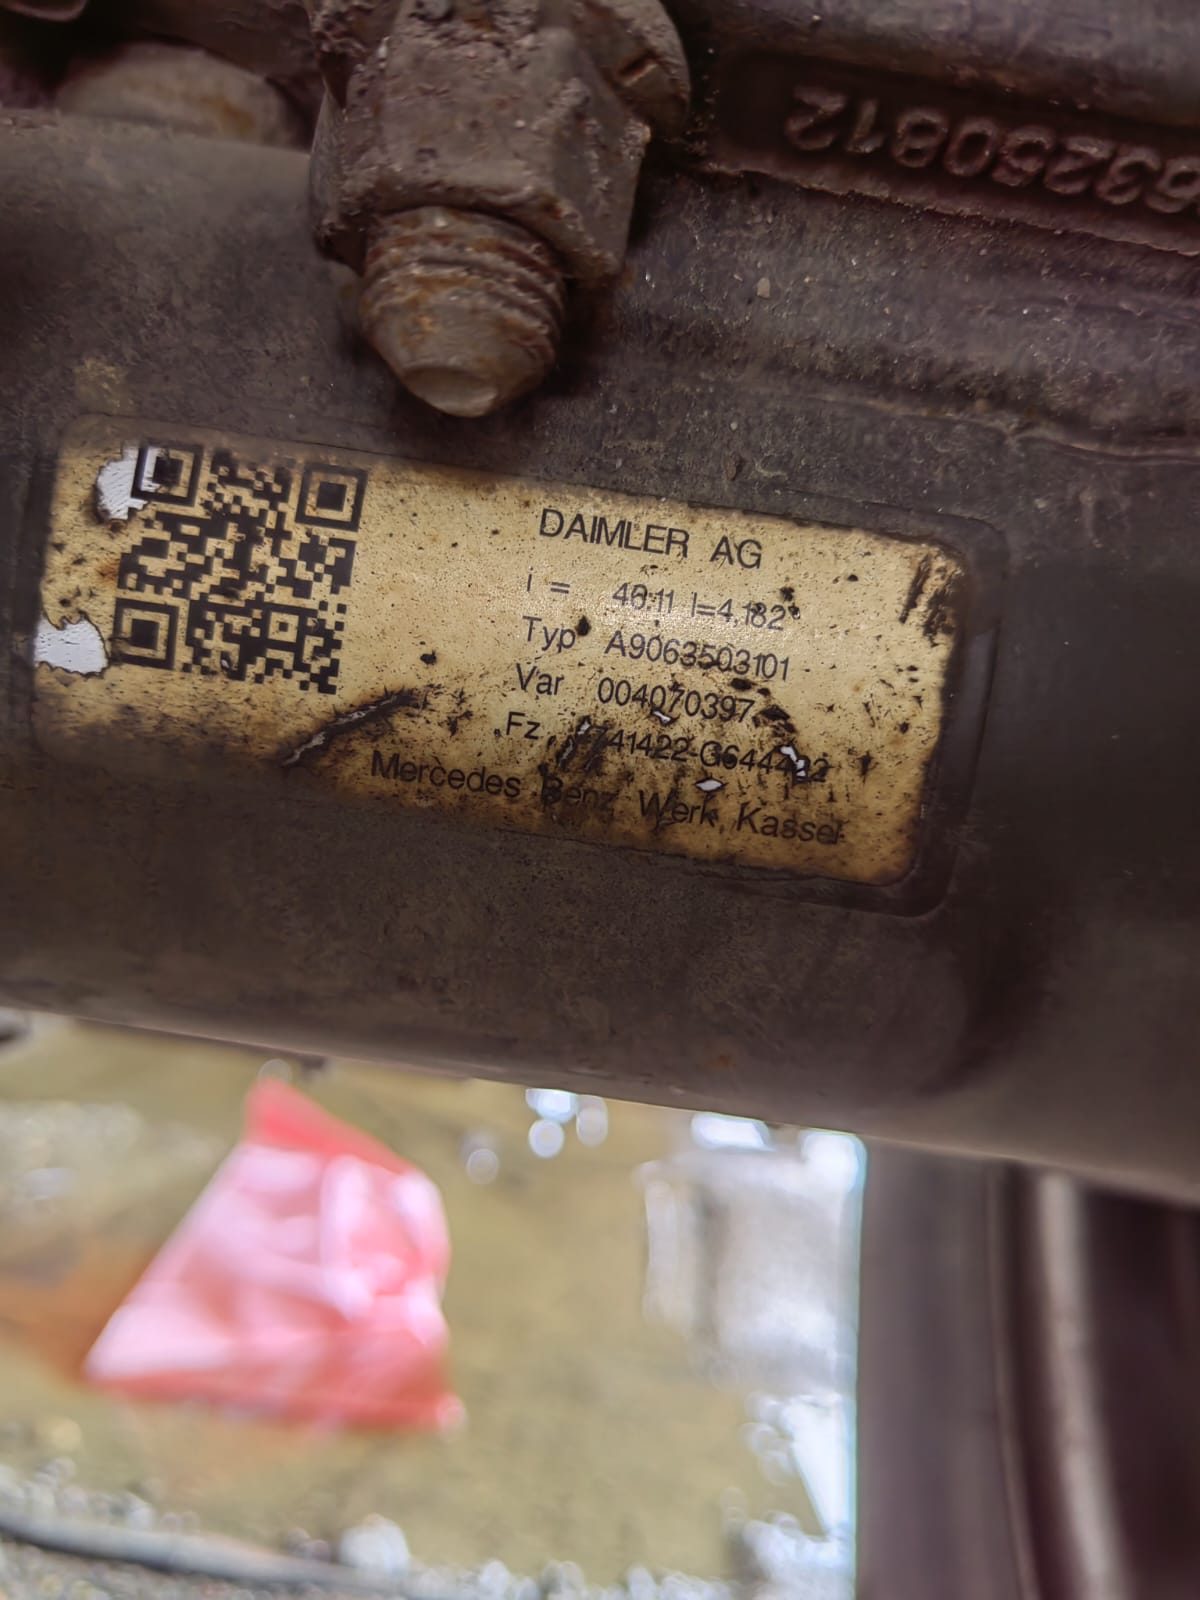 63250812
DAIMLER AG
i = 46:11 I=4,182
Typ A9063503101
Var 004070397
Fz
Mercedes Benz Werk Kassel